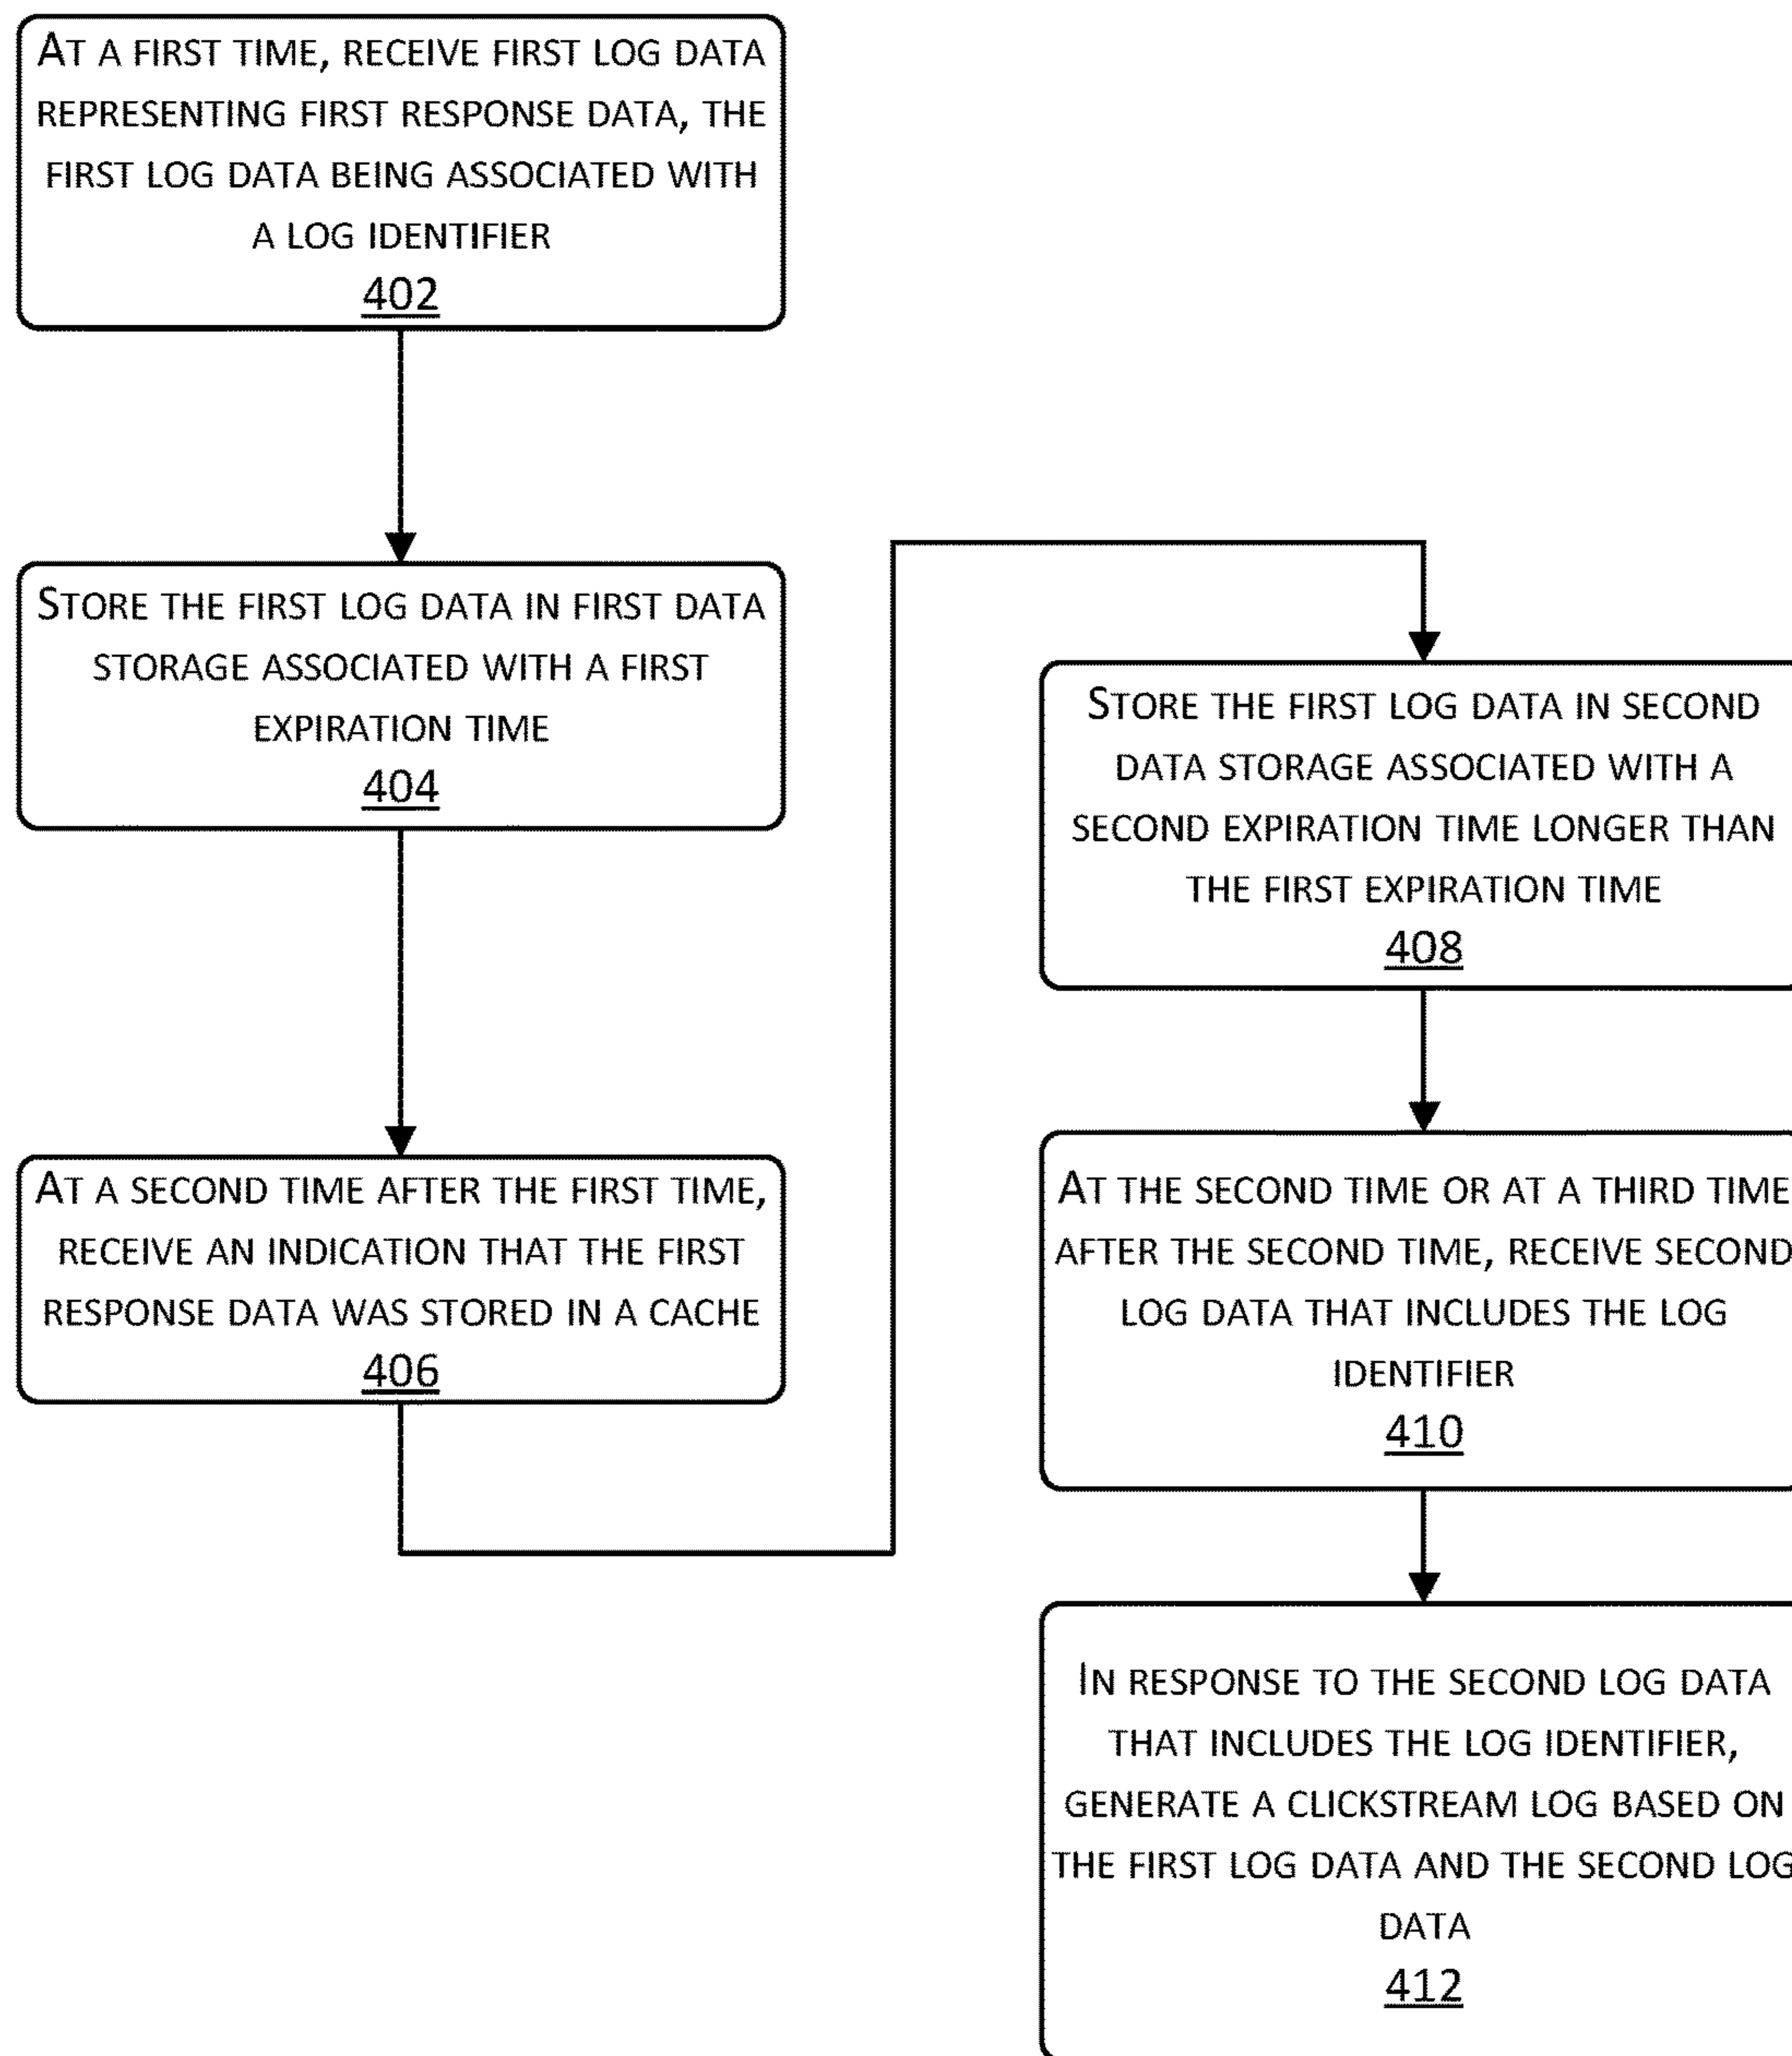 AT A FIRST TIME, RECEIVE FIRST LOG DATA
REPRESENTING FIRST RESPONSE DATA, THE
FIRST LOG DATA BEING ASSOCIATED WITH
A LOG IDENTIFIER
402
STORE THE FIRST LOG DATA IN FIRST DATA
STORAGE ASSOCIATED WITH A FIRST
EXPIRATION TIME
404
AT A SECOND TIME AFTER THE FIRST TIME,
RECEIVE AN INDICATION THAT THE FIRST
RESPONSE DATA WAS STORED IN A CACHE
406
STORE THE FIRST LOG DATA IN SECOND
DATA STORAGE ASSOCIATED WITH A
SECOND EXPIRATION TIME LONGER THAN
THE FIRST EXPIRATION TIME
408
AT THE SECOND TIME OR AT A THIRD TIME
AFTER THE SECOND TIME, RECEIVE SECOND
LOG DATA THAT INCLUDES THE LOG
IDENTIFIER
410
IN RESPONSE TO THE SECOND LOG DATA
THAT INCLUDES THE LOG IDENTIFIER,
GENERATE A CLICKSTREAM LOG BASED ON
THE FIRST LOG DATA AND THE SECOND LOG
DATA
412